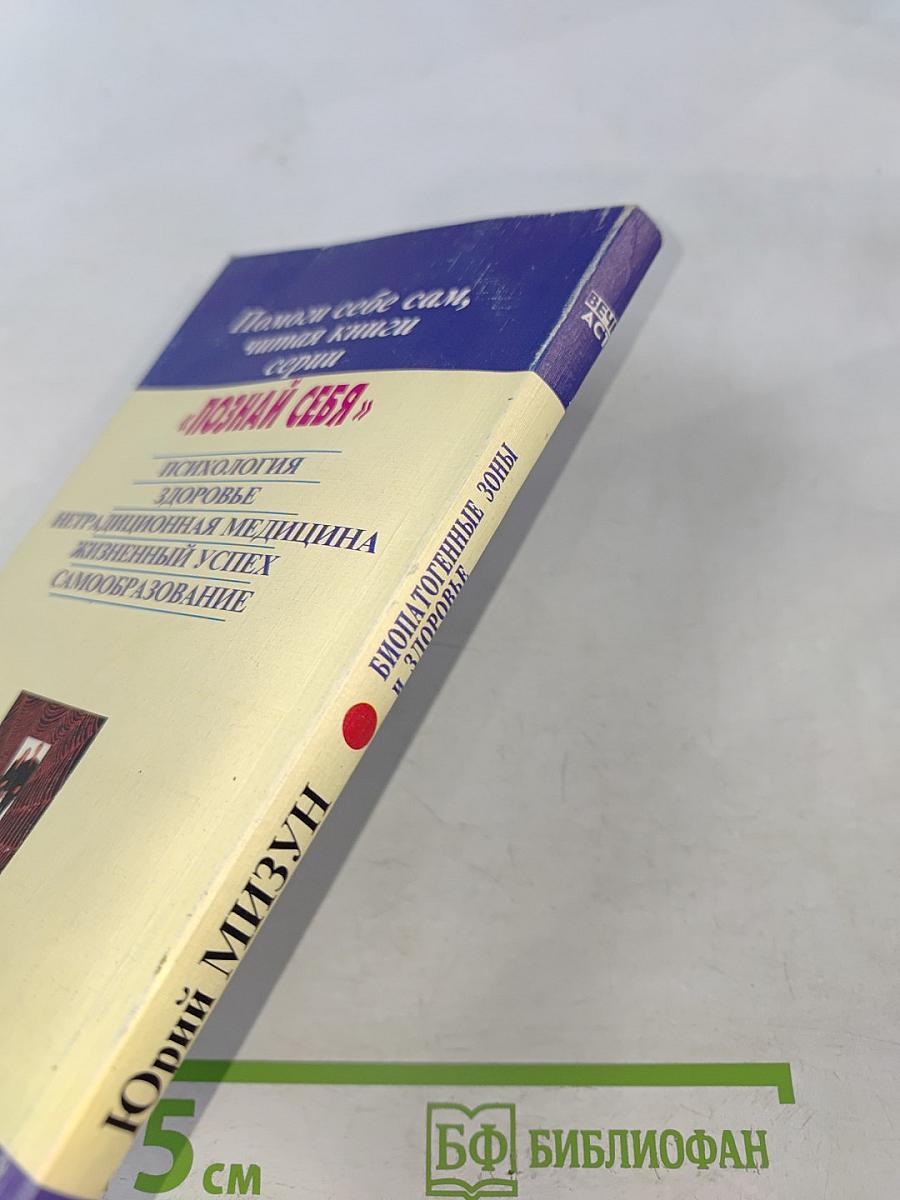 Помоги себе сам,
читая книги
серии
«ПОЗНАЙ СЕБЯ»
ПСИХОЛОГИЯ
ЗДОРОВЬЕ
НЕТРАДИЦИОННАЯ МЕДИЦИНА
ЖИЗНЕННЫЙ УСПЕХ
САМООБРАЗОВАНИЕ
Юрий МИЗУН
БИОПАТОГЕННЫЕ ЗОНЫ
И ЗДОРОВЬЕ
АСТ
5 см
БФ БИБЛИОФАН